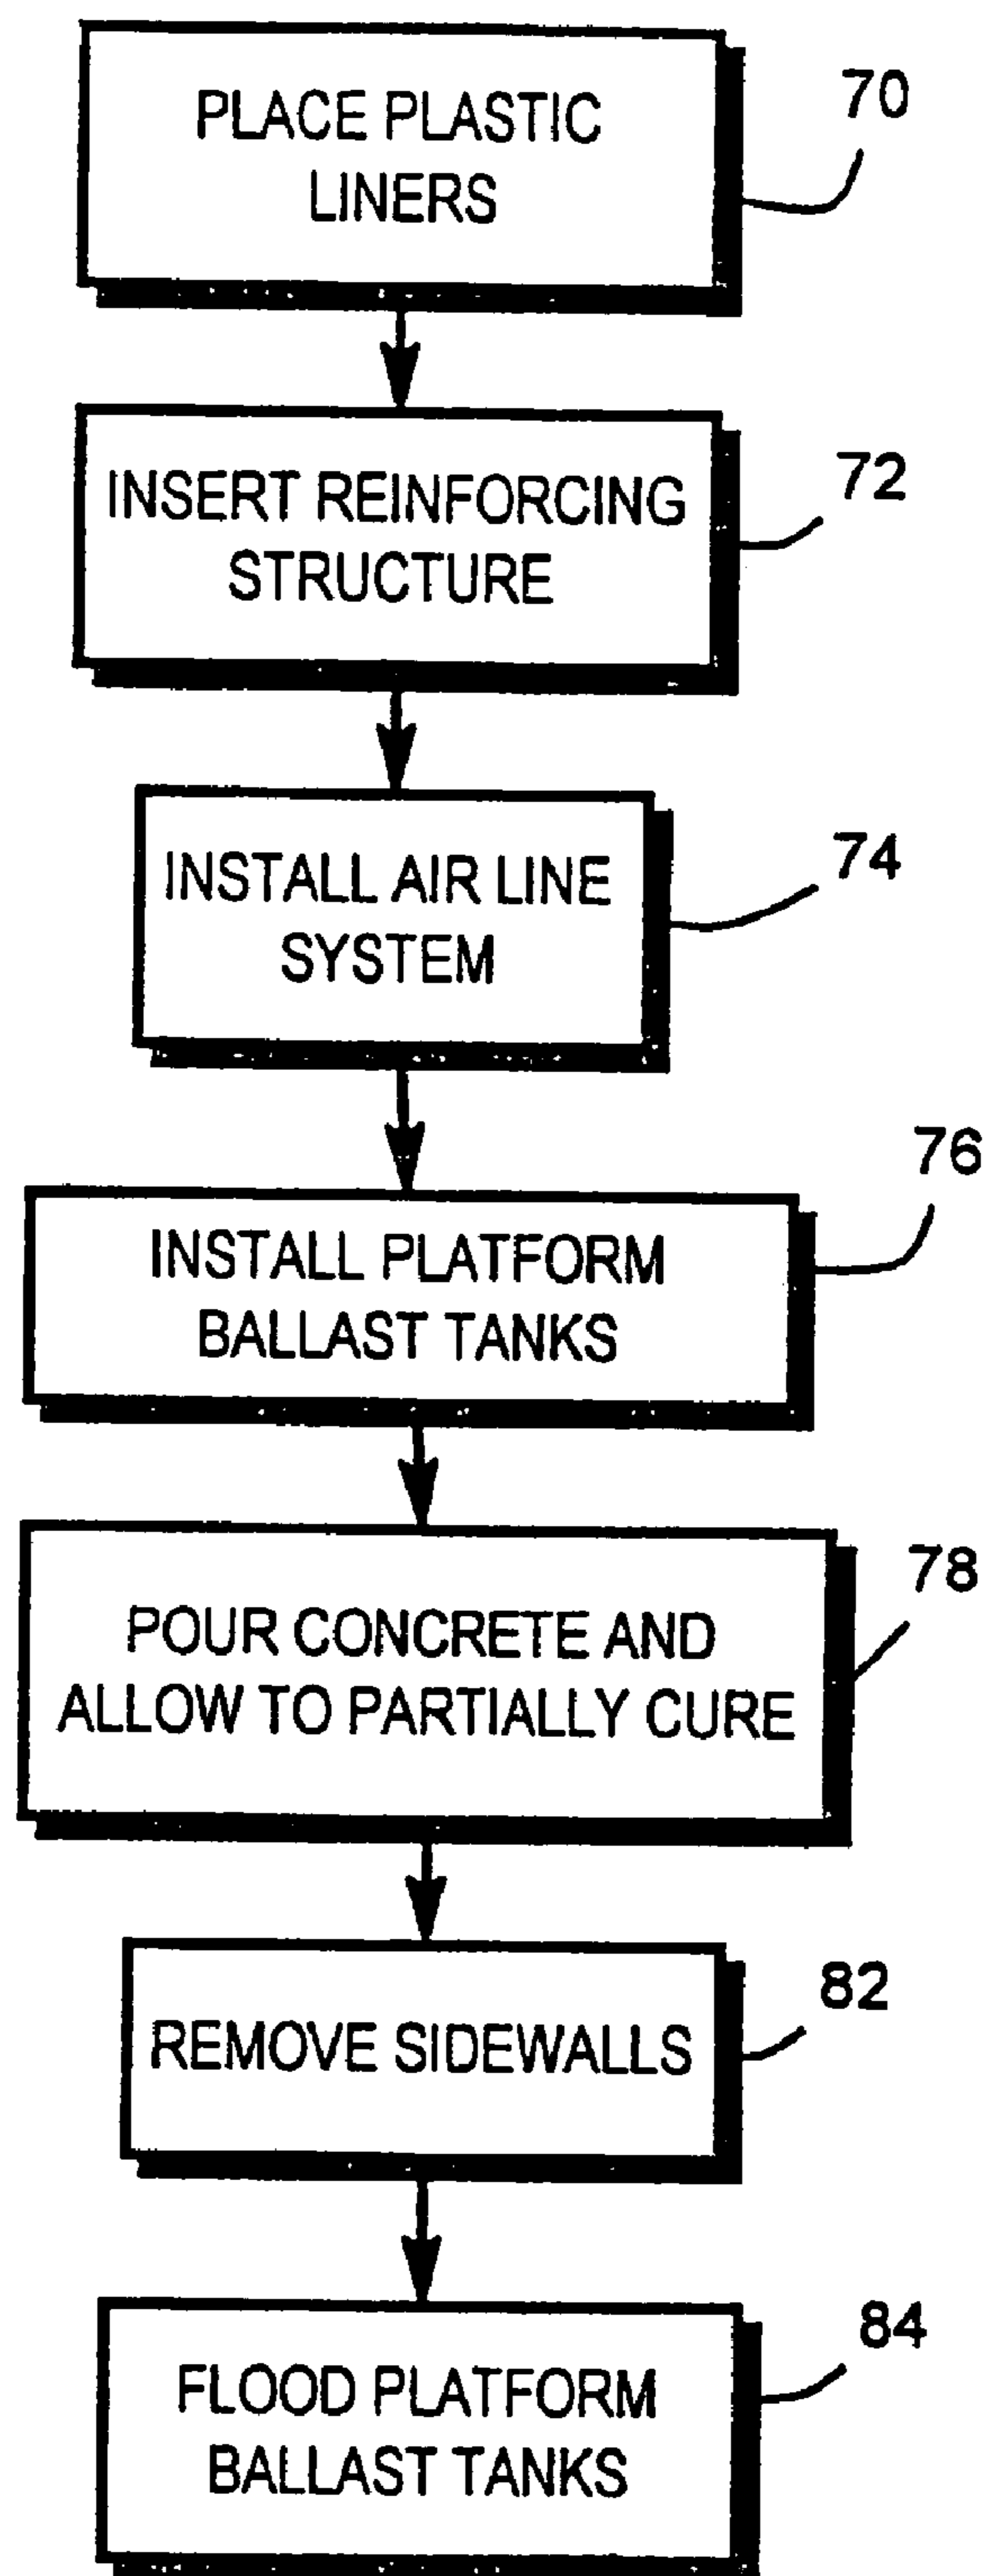 PLACE PLASTIC
LINERS
70
INSERT REINFORCING
STRUCTURE
72
INSTALL AIR LINE
SYSTEM
74
INSTALL PLATFORM
BALLAST TANKS
76
POUR CONCRETE AND
ALLOW TO PARTIALLY CURE
78
REMOVE SIDEWALLS
82
FLOOD PLATFORM
BALLAST TANKS
84